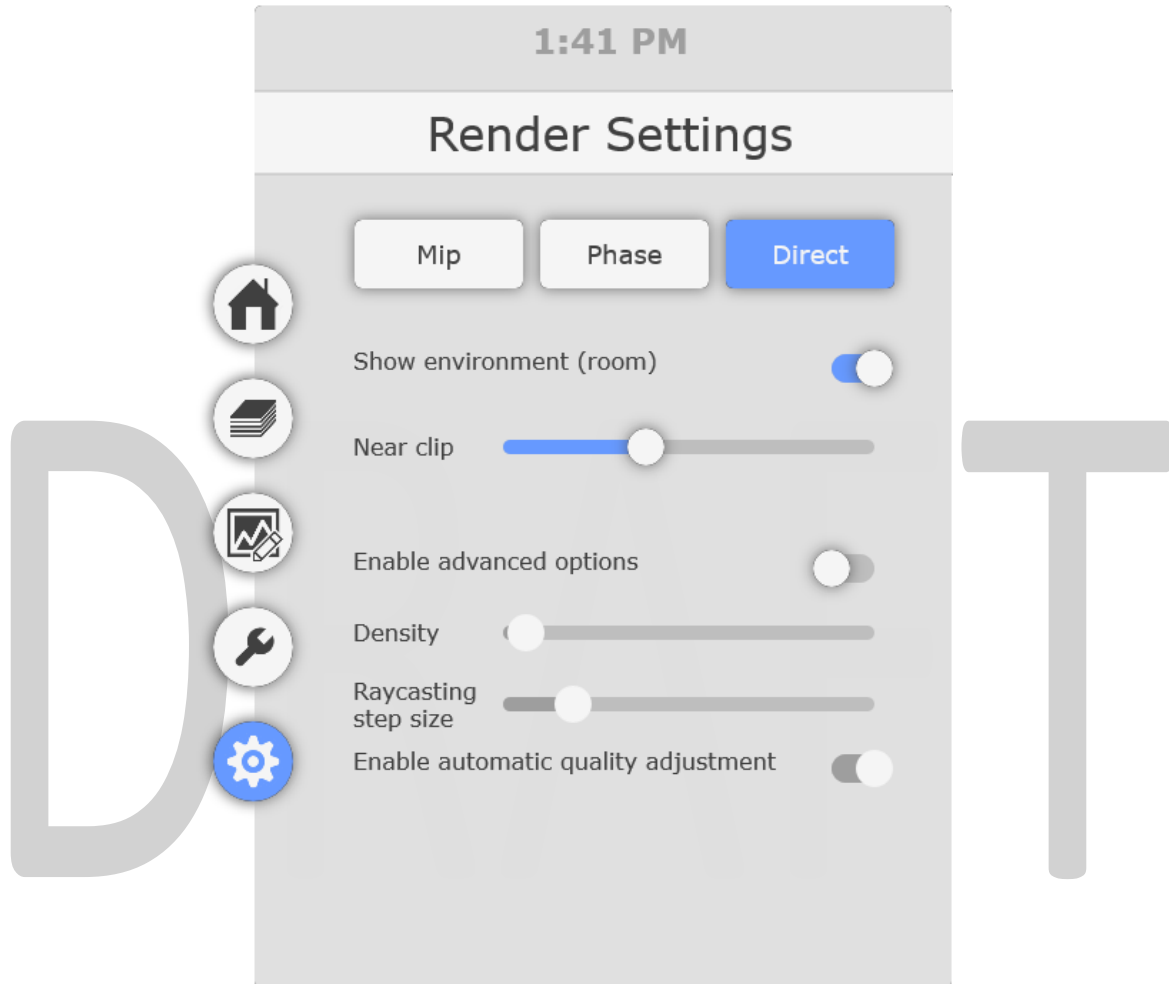 1:41 PM
Render Settings
Mip
Phase
Direct
Show environment (room)
Near clip
Enable advanced options
Density
Raycasting
step size
Enable automatic quality adjustment
DRAFT